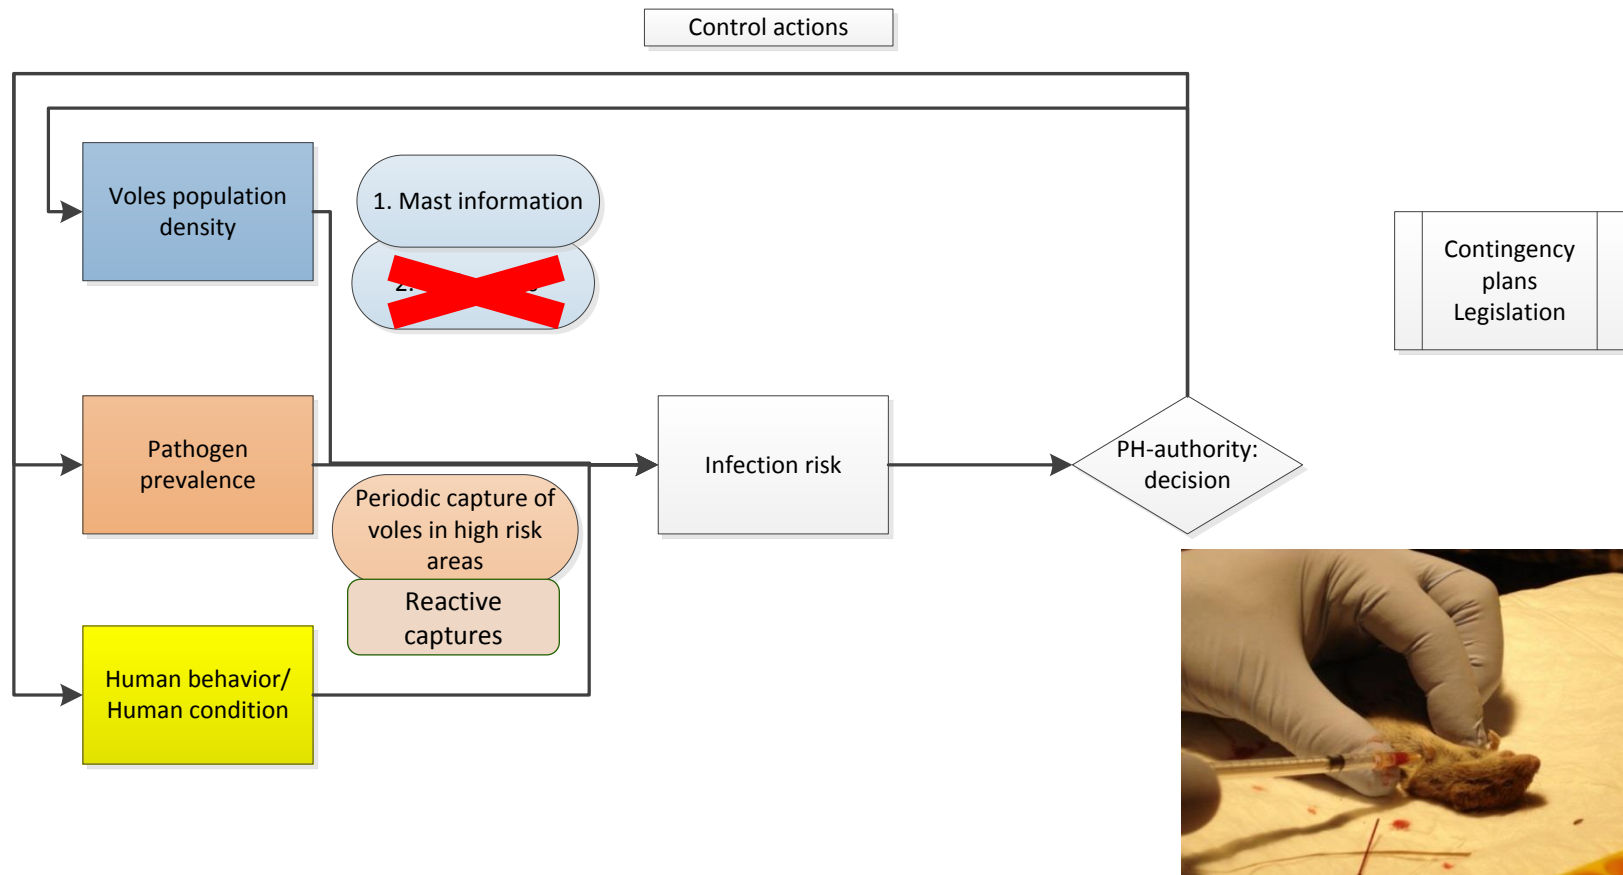 Control actions
Voles population
density
1. Mast information
2.
Contingency
plans
Legislation
Pathogen
prevalence
Infection risk
PH-authority:
decision
Periodic capture of
voles in high risk
areas
Reactive
captures
Human behavior/
Human condition